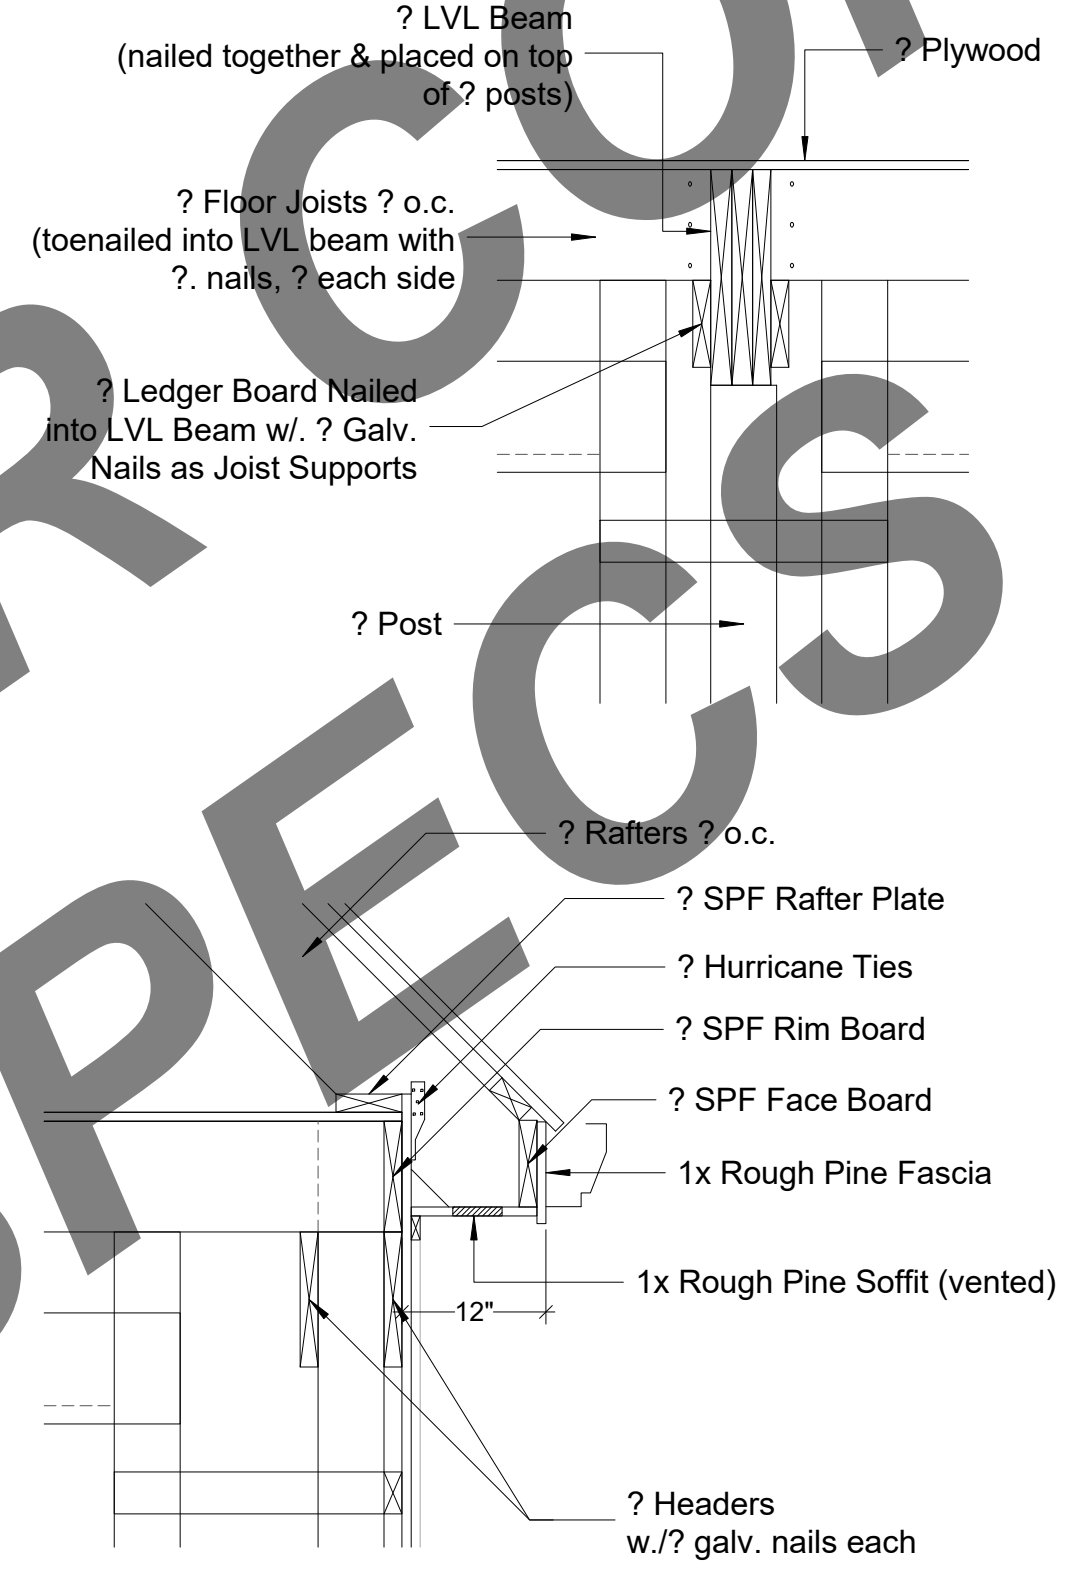 ? LVL Beam
(nailed together & placed on top
of ? posts)
? Plywood
? Floor Joists ? o.c.
(toenailed into LVL beam with
?. nails, ? each side
? Ledger Board Nailed
into LVL Beam w/. ? Galv.
Nails as Joist Supports
? Post
? Rafters ? o.c.
? SPF Rafter Plate
? Hurricane Ties
? SPF Rim Board
? SPF Face Board
1x Rough Pine Fascia
1x Rough Pine Soffit (vented)
12"
? Headers
w./? galv. nails each